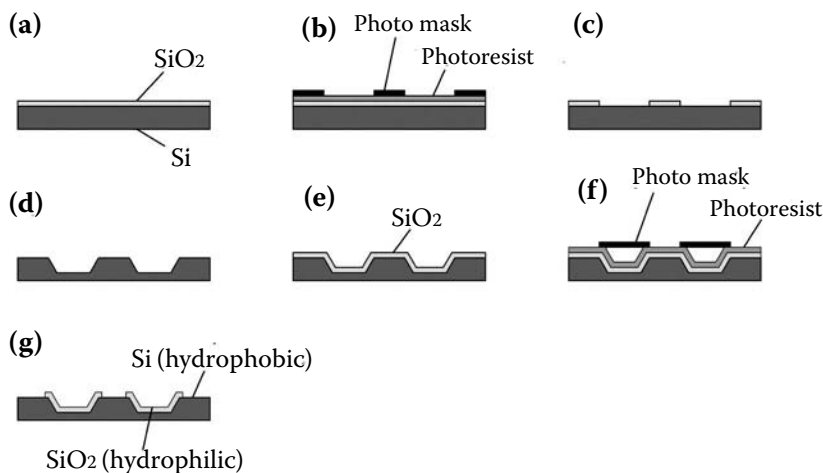 (a)
SiO2
Si
(b)
Photo mask
Photoresist
(c)
(d)
(e)
SiO2
(f)
Photo mask
Photoresist
(g)
Si (hydrophobic)
SiO2 (hydrophilic)